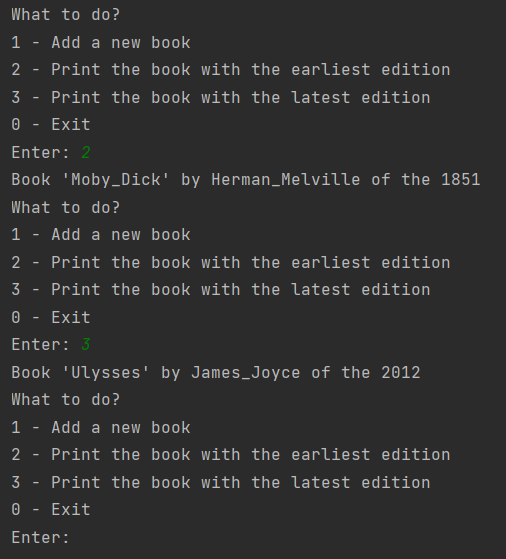 What to do?
1 - Add a new book
2 - Print the book with the earliest edition
3 - Print the book with the latest edition
0 - Exit
Enter: 2
Book 'Moby_Dick' by Herman_Melville of the 1851
What to do?
1 - Add a new book
2 - Print the book with the earliest edition
3 - Print the book with the latest edition
0 - Exit
Enter: 3
Book 'Ulysses' by James_Joyce of the 2012
What to do?
1 - Add a new book
2 - Print the book with the earliest edition
3 - Print the book with the latest edition
0 - Exit
Enter: